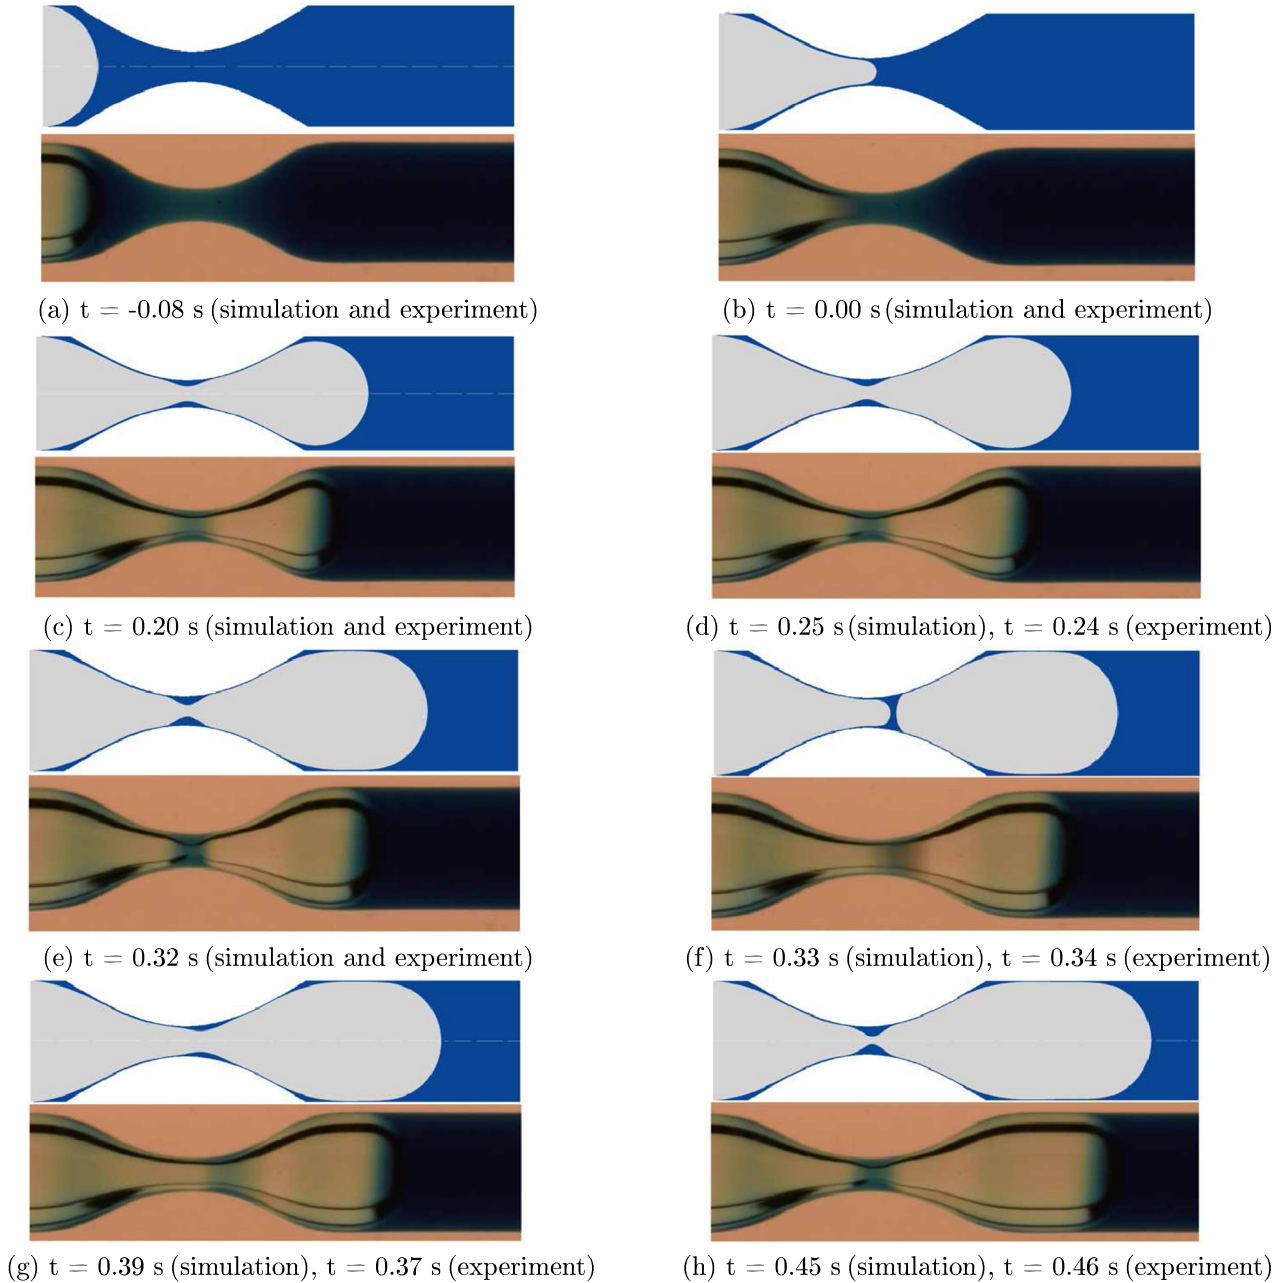 (a) t = -0.08 s (simulation and experiment)
(b) t = 0.00 s (simulation and experiment)
(c) t = 0.20 s (simulation and experiment)
(d) t = 0.25 s (simulation), t = 0.24 s (experiment)
(e) t = 0.32 s (simulation and experiment)
(f) t = 0.33 s (simulation), t = 0.34 s (experiment)
(g) t = 0.39 s (simulation), t = 0.37 s (experiment)
(h) t = 0.45 s (simulation), t = 0.46 s (experiment)